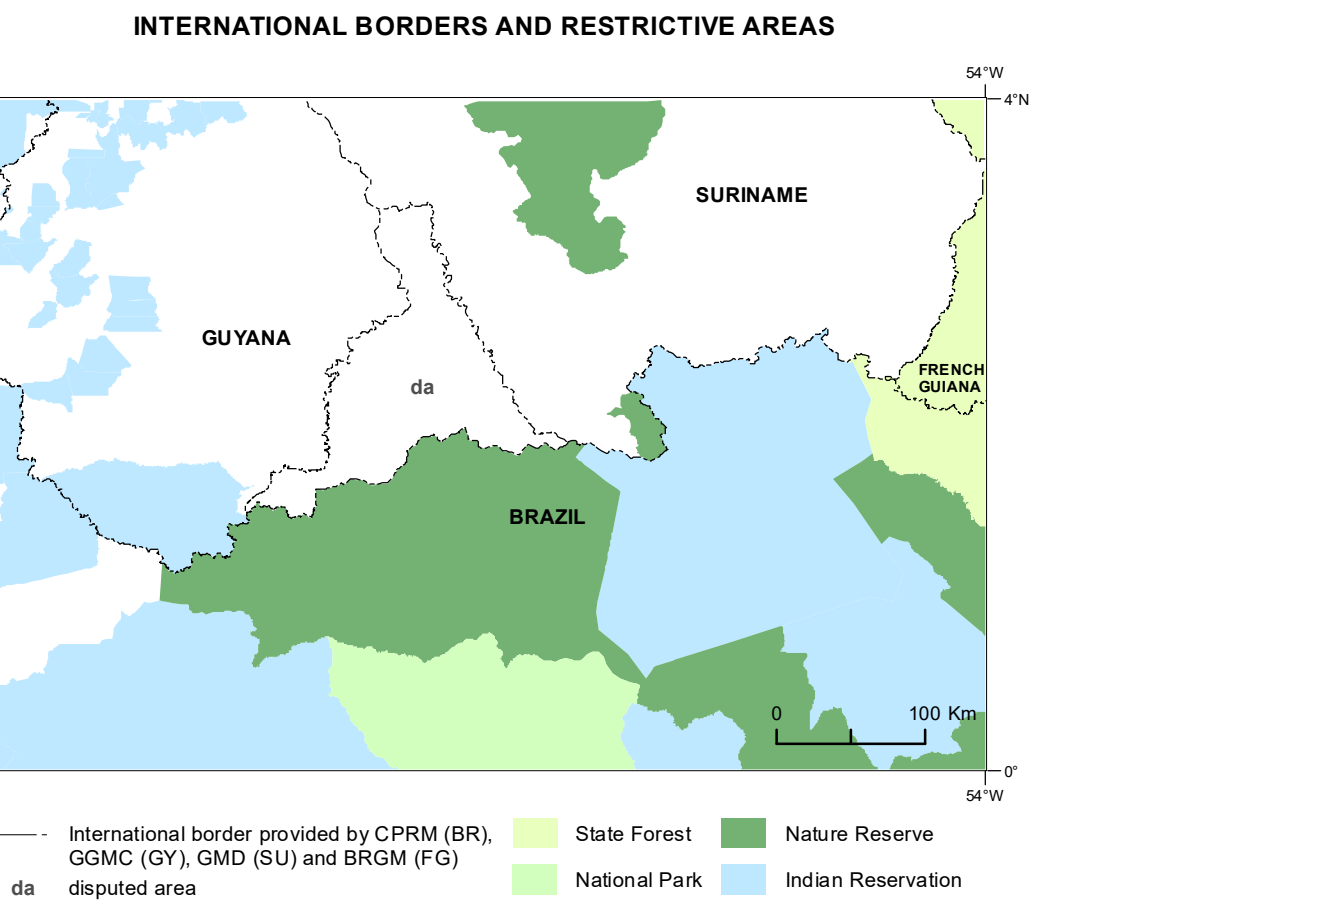 INTERNATIONAL BORDERS AND RESTRICTIVE AREAS
54°W
4°N
SURINAME
GUYANA
FRENCH
GUIANA
da
BRAZIL
0
100 Km
0°
54°W
International border provided by CPRM (BR),
GGMC (GY), GMD (SU) and BRGM (FG)
da
disputed area
State Forest
National Park
Nature Reserve
Indian Reservation